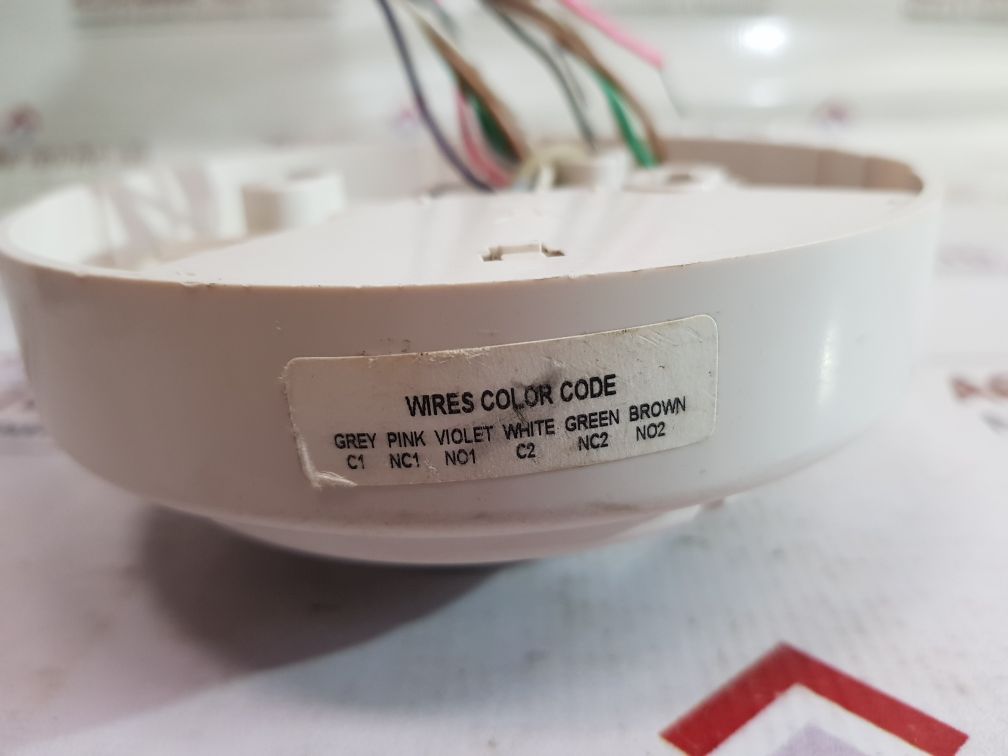 WIRES COLOR CODE
GREY PINK VIOLET WHITE GREEN BROWN
C1 NC1 NO1 C2 NC2 NO2